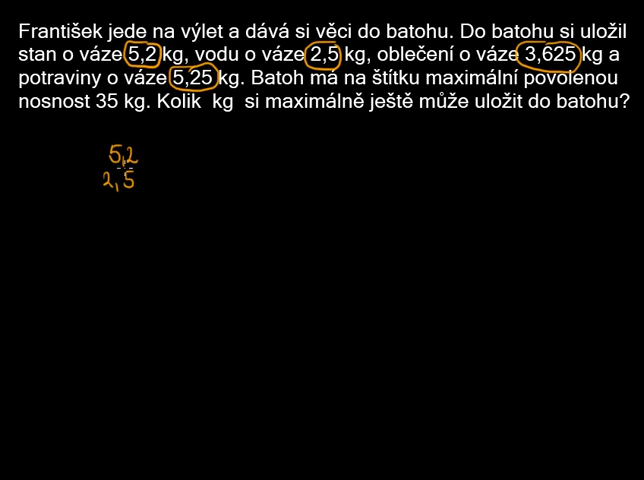 František jede na výlet a dává si věci do batohu. Do batohu si uložil
stan o váze 5,2 kg, vodu o váze 2,5 kg, oblečení o váze 3,625 kg a
potraviny o váze 5,25 kg. Batoh má na štítku maximální povolenou
nosnost 35 kg. Kolik kg si maximálně ještě může uložit do batohu?
5,2
2,5